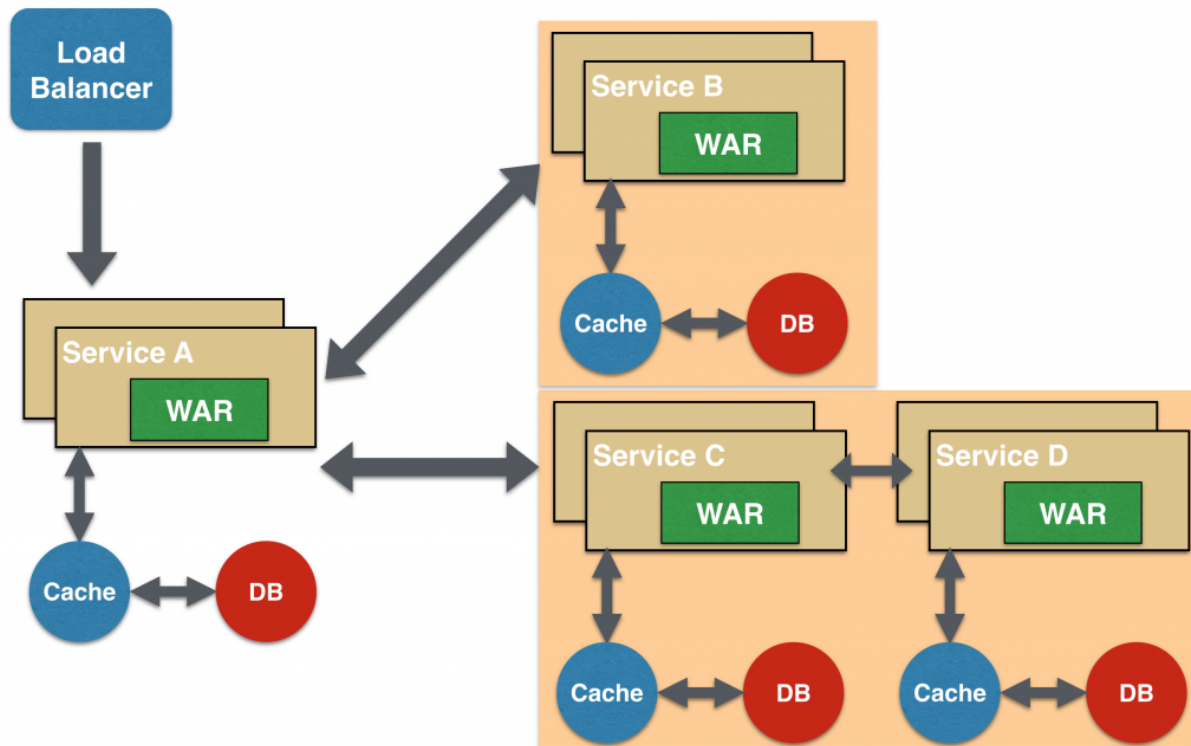 Load
Balancer
Service B
WAR
Cache
DB
Service A
WAR
Cache
DB
Service C
WAR
Service D
WAR
Cache
DB
Cache
DB